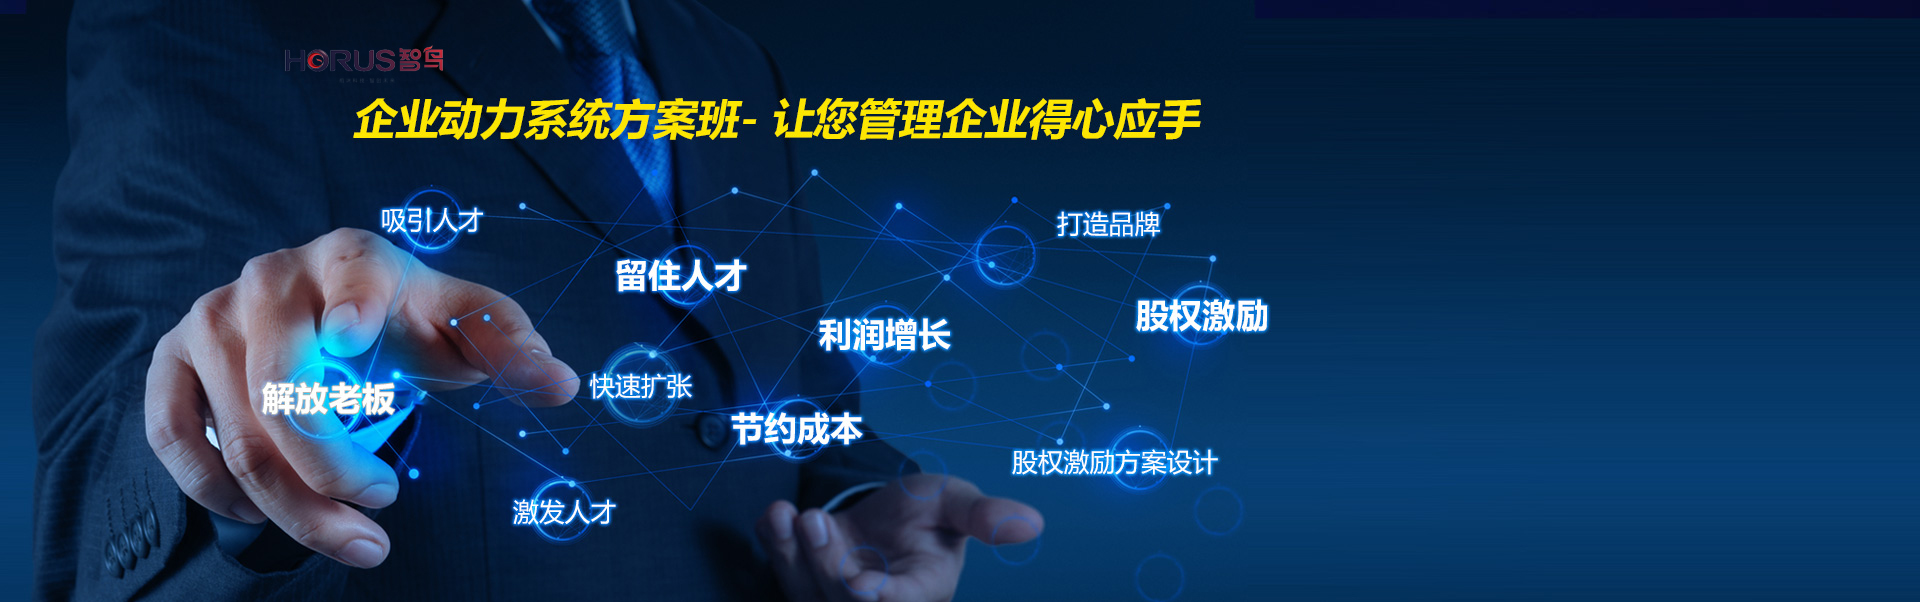 HORUS智鸟
企业动力系统方案班- 让您管理企业得心应手
吸引人才
打造品牌
留住人才
股权激励
利润增长
快速扩张
解放老板
节约成本
股权激励方案设计
激发人才